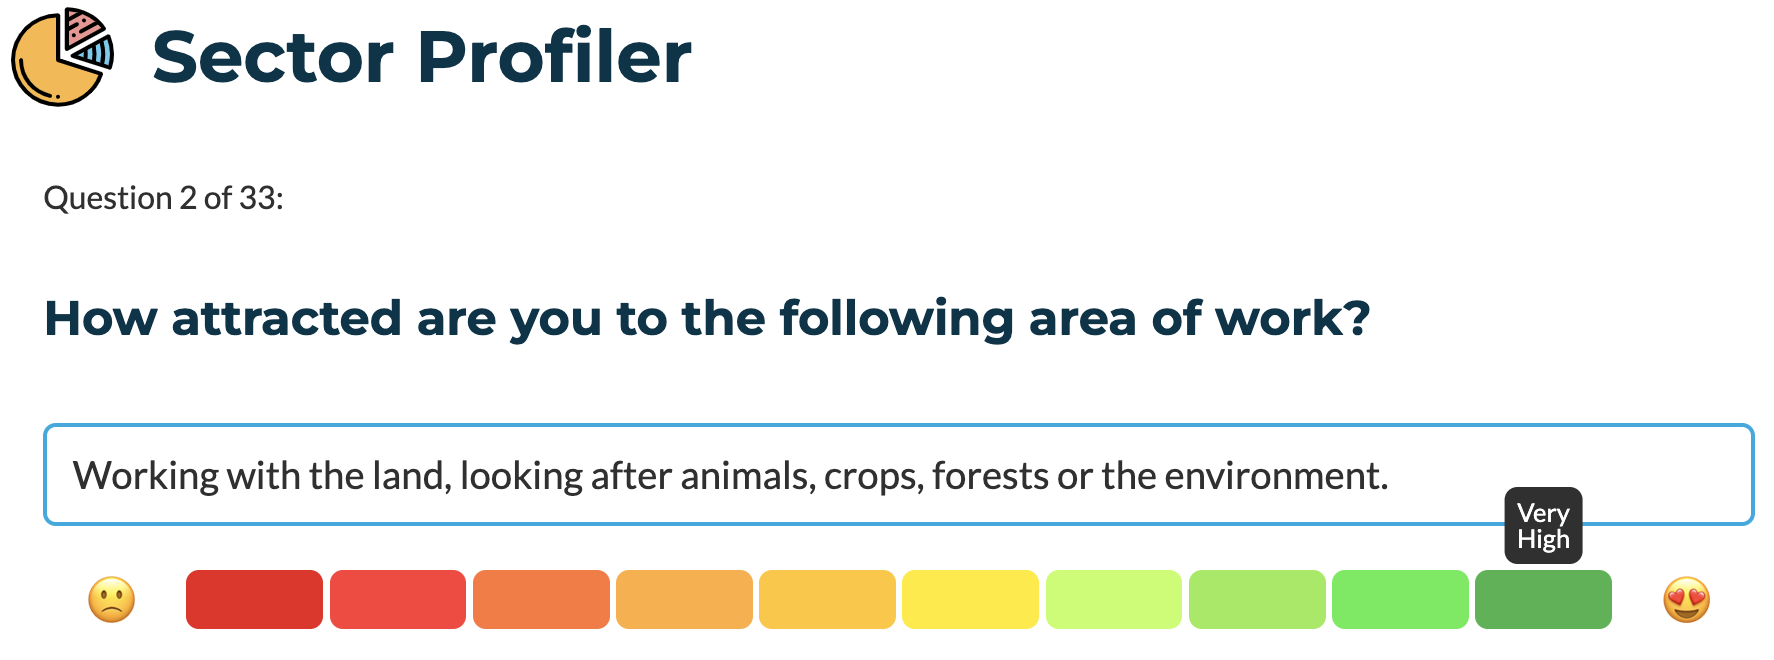 Sector Profiler
Question 2 of 33:
How attracted are you to the following area of work?
Working with the land, looking after animals, crops, forests or the environment.
Very
High